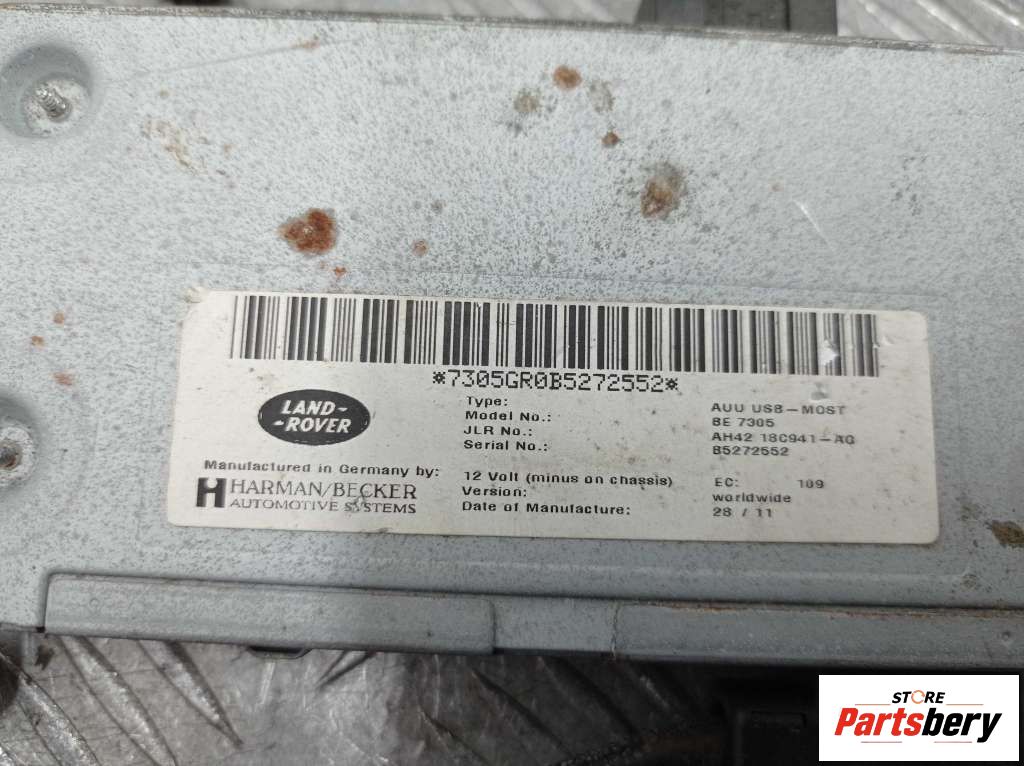 *7305GR0B5272552*
LAND-
-ROVER
Type: AUU USB-MOST
Model No.: BE 7305
JLR No.: AH42 18C941-AG
Serial No.: B5272552
Manufactured in Germany by:
HARMAN/BECKER
AUTOMOTIVE SYSTEMS
12 Volt (minus on chassis) EC: 109
Version: worldwide
Date of Manufacture: 28 / 11
STORE
Partsbery